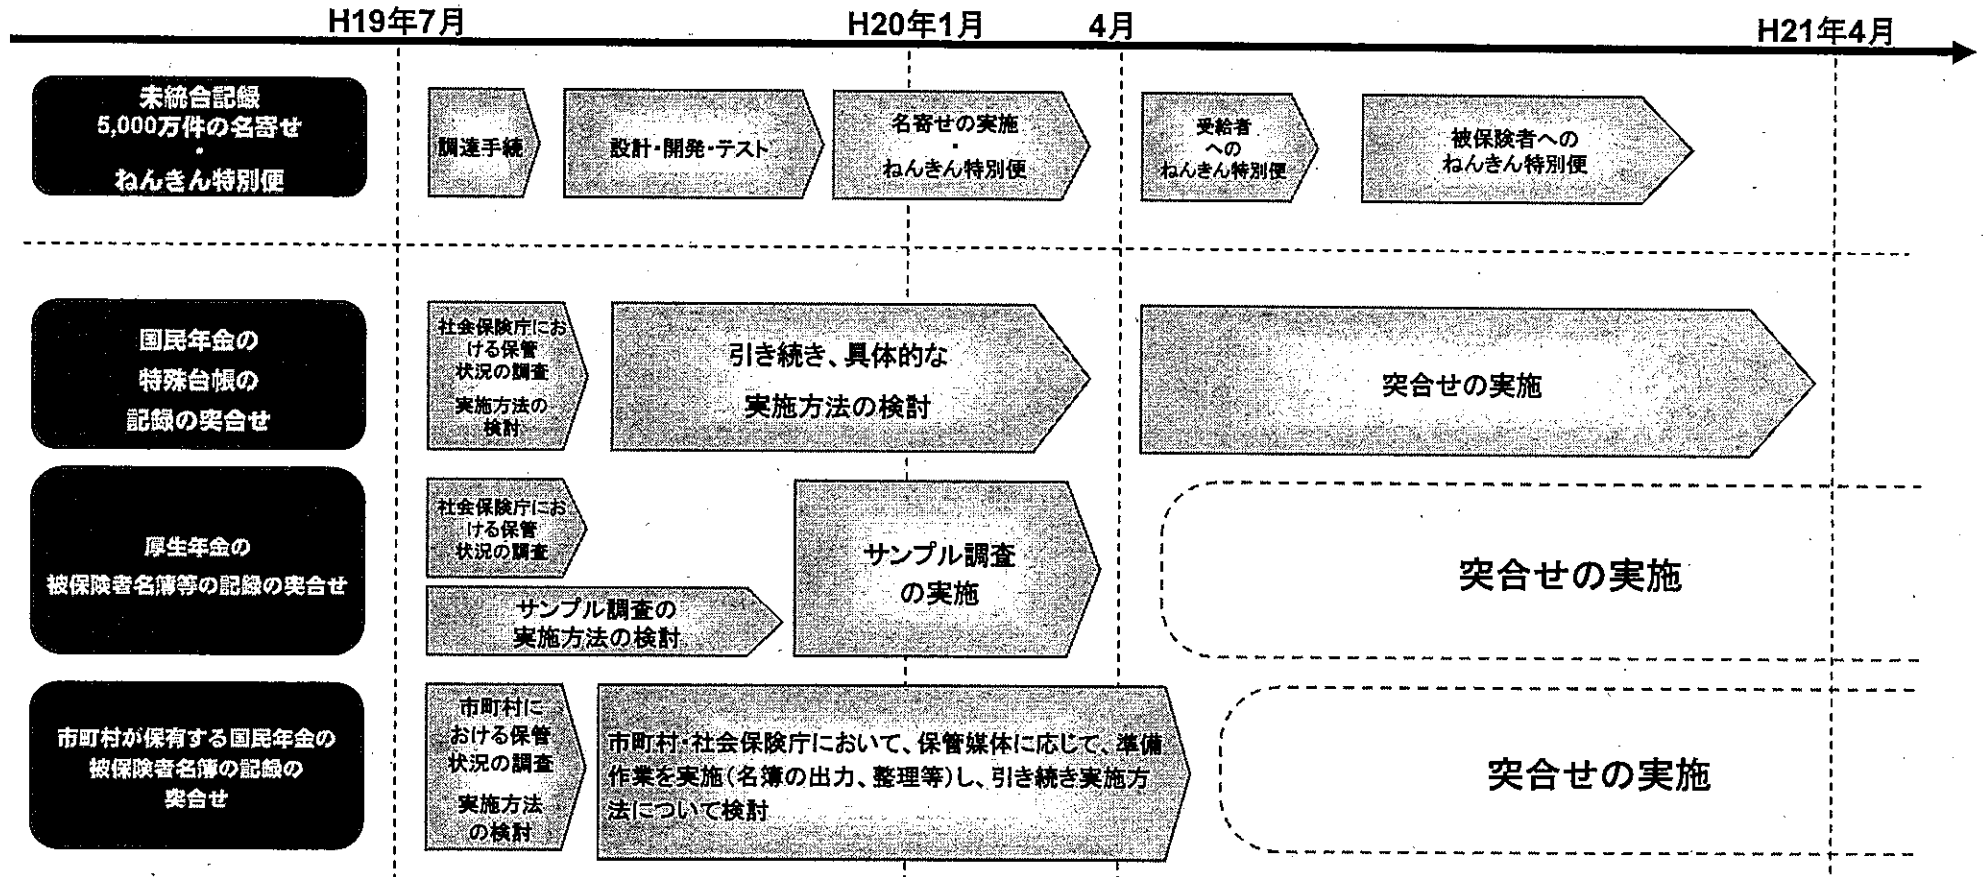 H19年7月
H20年1月
4月
H21年4月
未統合記録
5,000万件の名寄せ
・
ねんきん特別便
調達手続
設計・開発・テスト
名寄せの実施
・
ねんきん特別便
受給者
への
ねんきん特別便
被保険者への
ねんきん特別便
国民年金の
特殊台帳の
記録の突合せ
社会保険庁にお
ける保管
状況の調査
実施方法の
検討
引き続き、具体的な
実施方法の検討
突合せの実施
厚生年金の
被保険者名簿等の記録の突合せ
社会保険庁にお
ける保管
状況の調査
サンプル調査の
実施方法の検討
サンプル調査
の実施
突合せの実施
市町村が保有する国民年金の
被保険者名簿の記録の
突合せ
市町村に
おける保管
状況の調査
実施方法
の検討
市町村・社会保険庁において、保管媒体に応じて、準備
作業を実施(名簿の出力、整理等)し、引き続き実施方
法について検討
突合せの実施